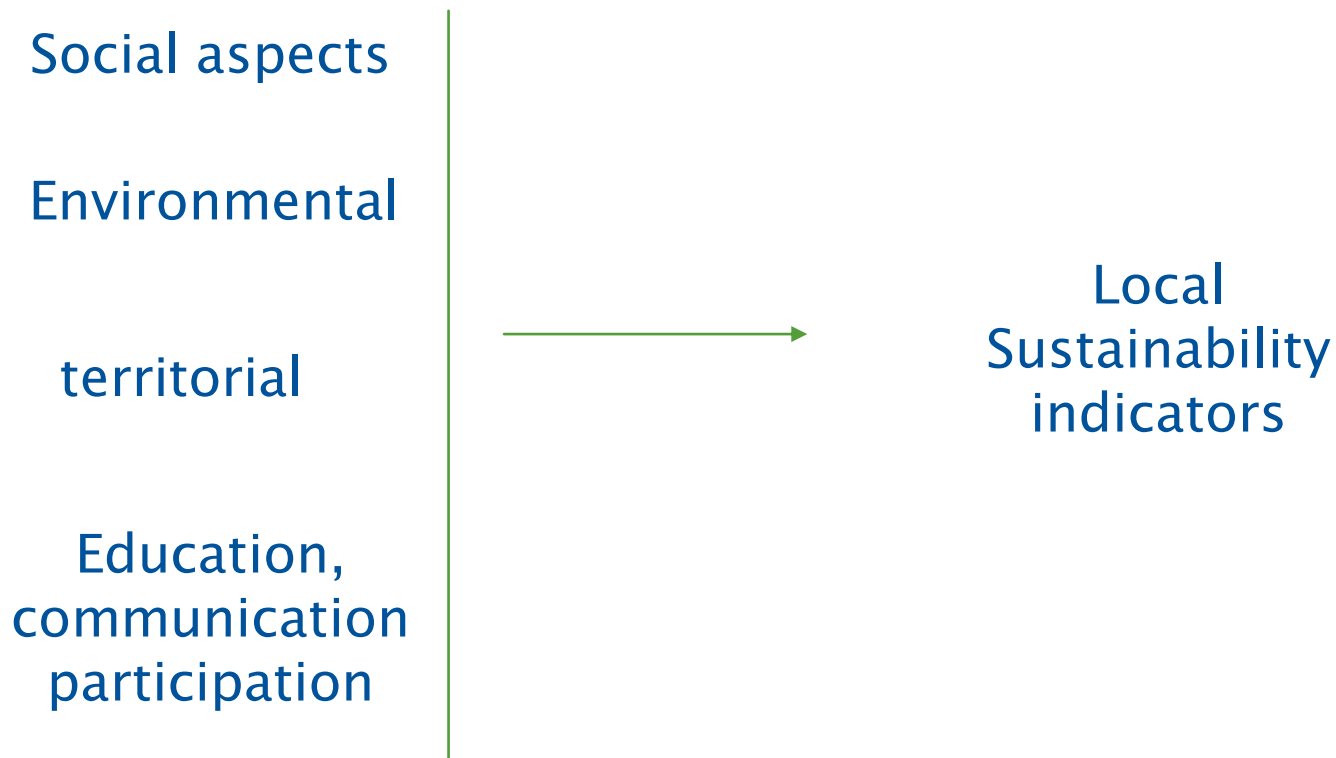 Social aspects
Environmental
territorial
Education,
communication
participation
Local
Sustainability
indicators